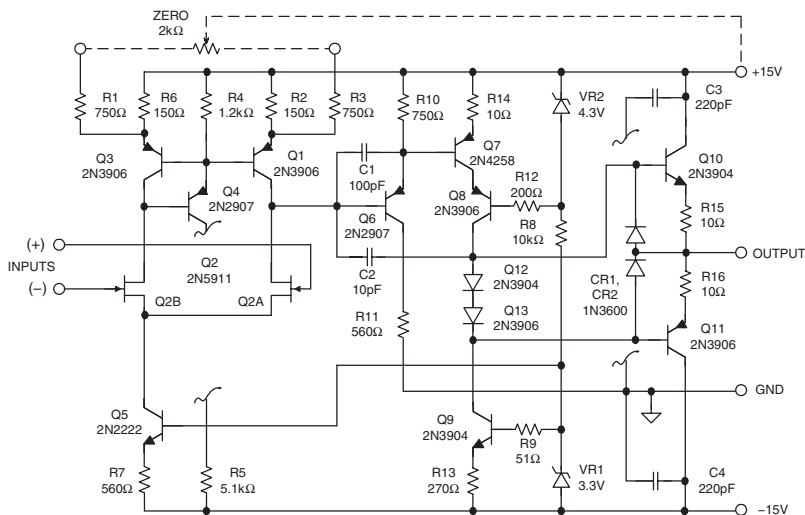 ZERO
2kΩ
+15V
R1
750Ω
R6
150Ω
R4
1.2kΩ
R2
150Ω
R3
750Ω
R10
750Ω
R14
10Ω
VR2
4.3V
C3
220pF
Q3
2N3906
Q1
2N3906
Q4
2N2907
C1
100pF
Q7
2N4258
Q8
2N3906
R12
200Ω
Q10
2N3904
Q6
2N2907
R8
10kΩ
R15
10Ω
(+)
INPUTS
(−)
Q2
2N5911
Q2B
Q2A
C2
10pF
OUTPUT
Q12
2N3904
Q13
2N3906
CR1,
CR2
1N3600
R16
10Ω
R11
560Ω
Q11
2N3906
GND
Q5
2N2222
Q9
2N3904
R9
51Ω
R7
560Ω
R5
5.1kΩ
R13
270Ω
VR1
3.3V
C4
220pF
−15V